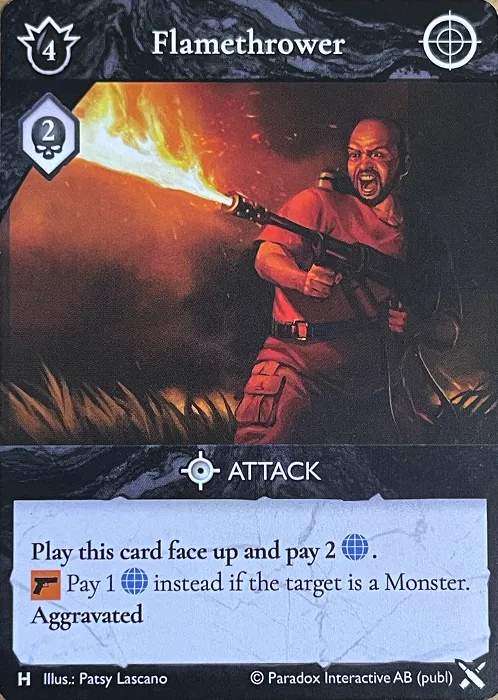 4
Flamethrower
2
ATTACK
Play this card face up and pay 2 .
Pay 1 instead if the target is a Monster.
Aggravated
H Illus.: Patsy Lascano © Paradox Interactive AB (publ)